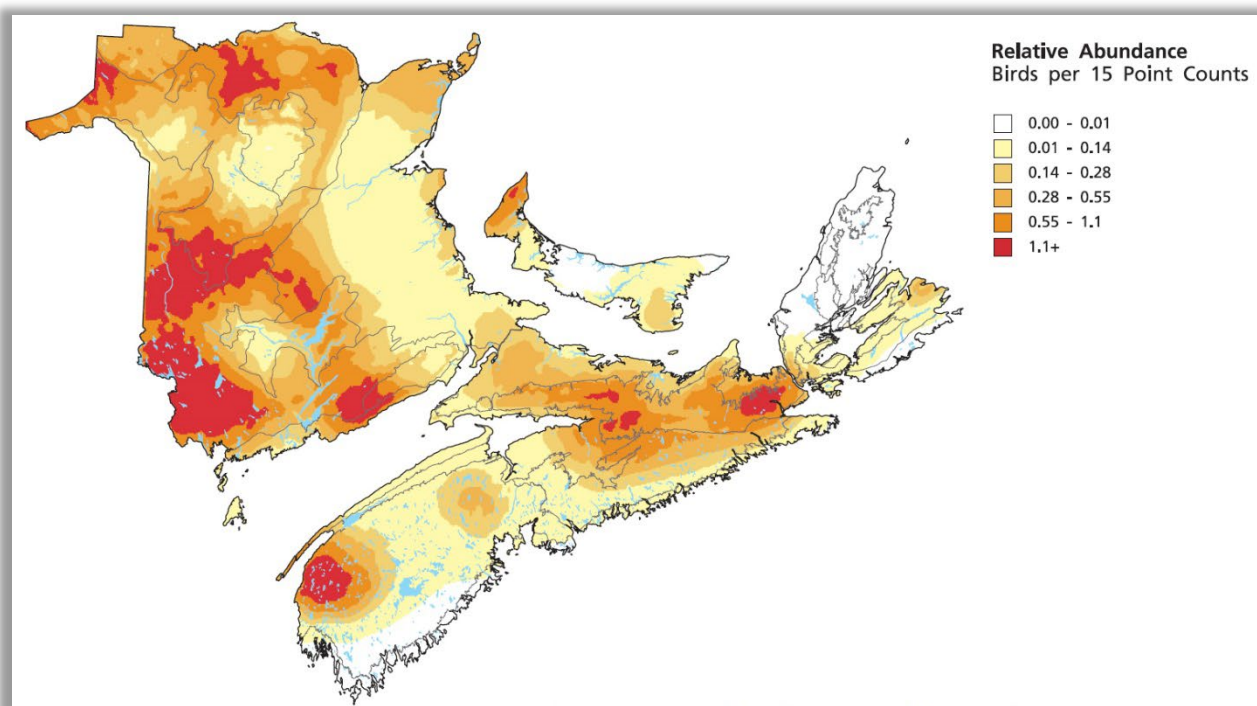 Relative Abundance
Birds per 15 Point Counts
0.00 - 0.01
0.01 - 0.14
0.14 - 0.28
0.28 - 0.55
0.55 - 1.1
1.1+